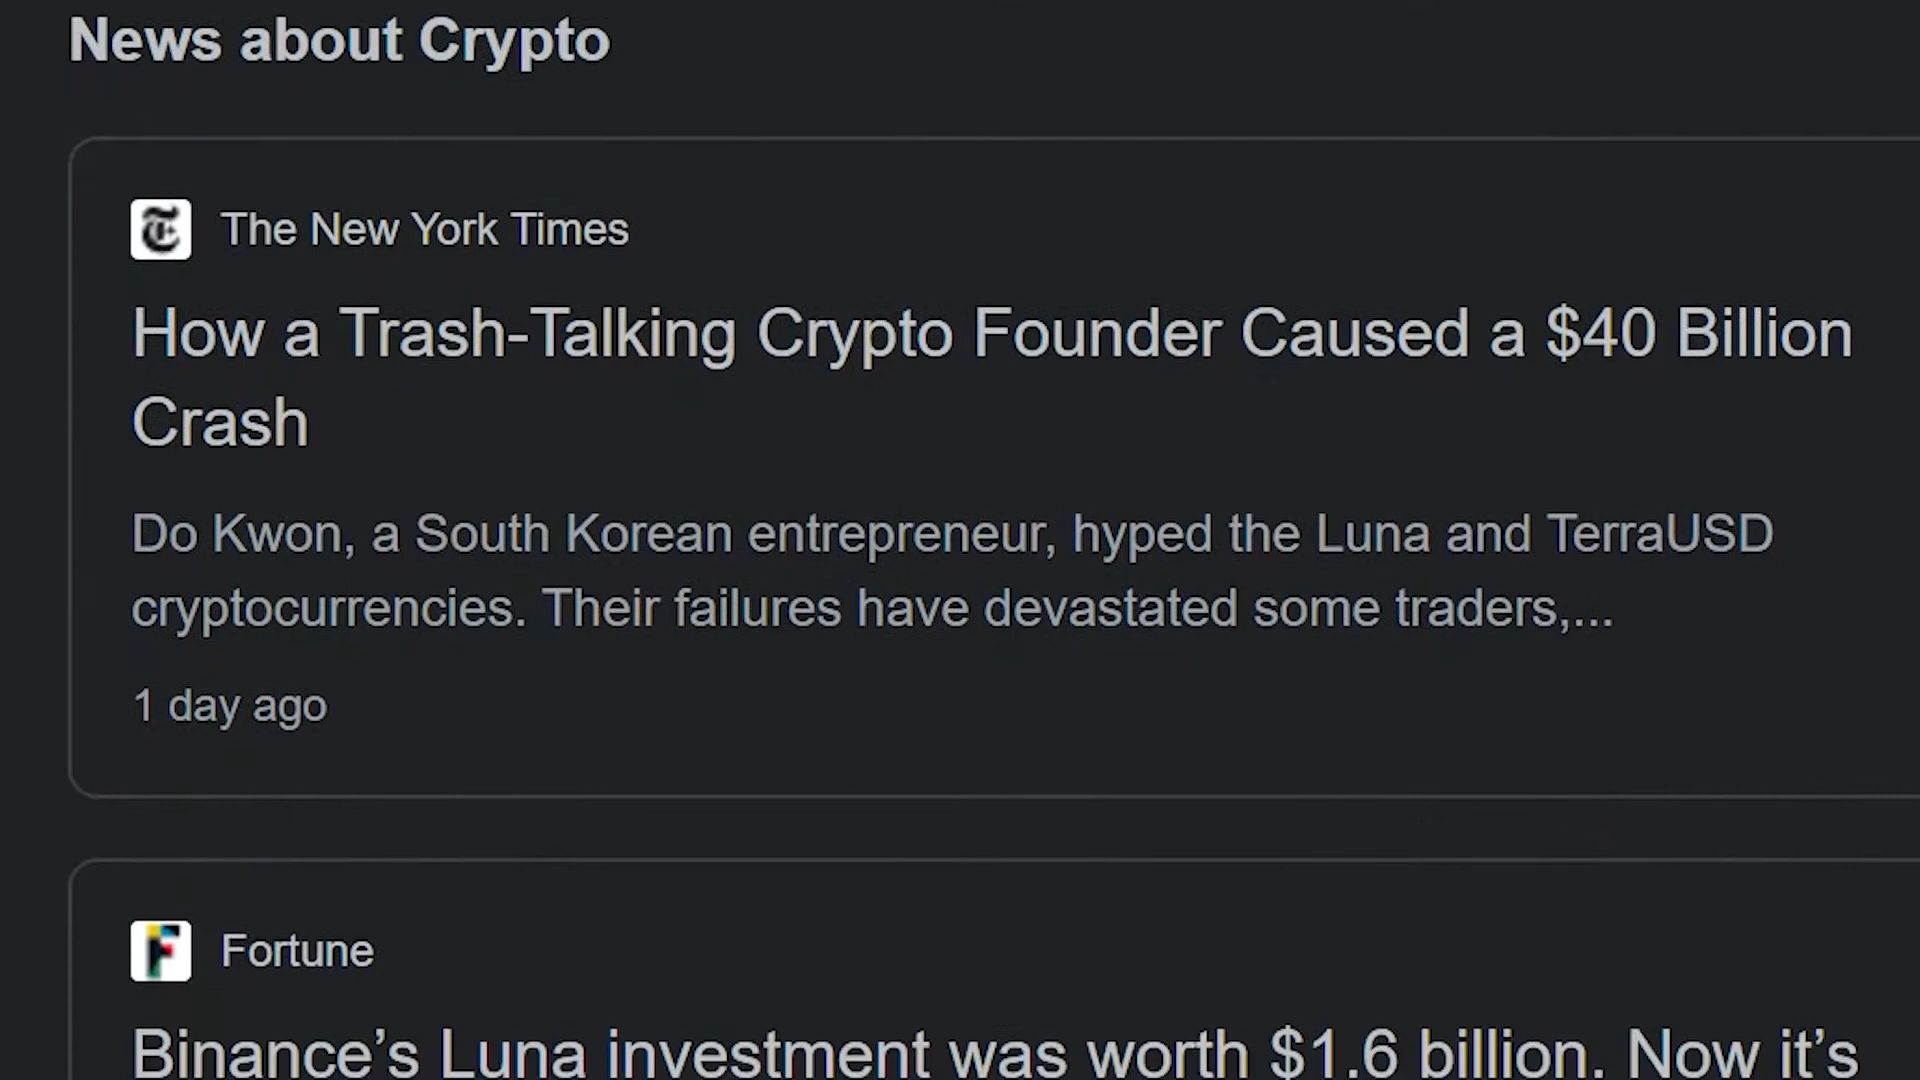 News about Crypto
The New York Times
How a Trash-Talking Crypto Founder Caused a $40 Billion
Crash
Do Kwon, a South Korean entrepreneur, hyped the Luna and TerraUSD
cryptocurrencies. Their failures have devastated some traders,...
1 day ago
Fortune
Binance’s Luna investment was worth $1.6 billion. Now it’s